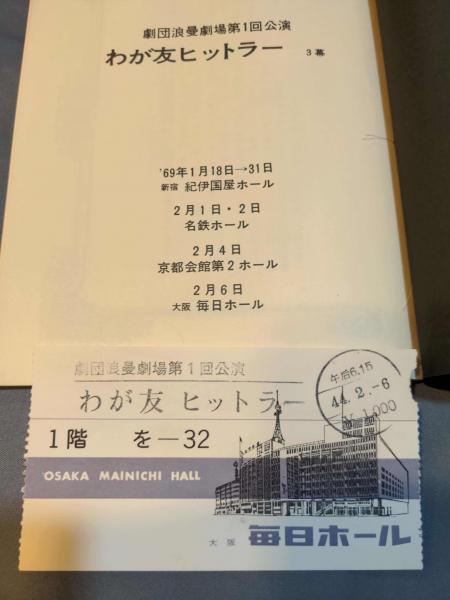 劇団浪曼劇場第1回公演
わが友ヒットラー 3幕
'69年1月18日→31日
新宿 紀伊国屋ホール
2月1日・2日
名鉄ホール
2月4日
京都会館第2ホール
2月6日
大阪 毎日ホール
劇団浪曼劇場第1回公演
わが友 ヒットラー
午后6.15
44.2.-6
¥1,000
1階 を-32
OSAKA MAINICHI HALL
大阪 毎日ホール